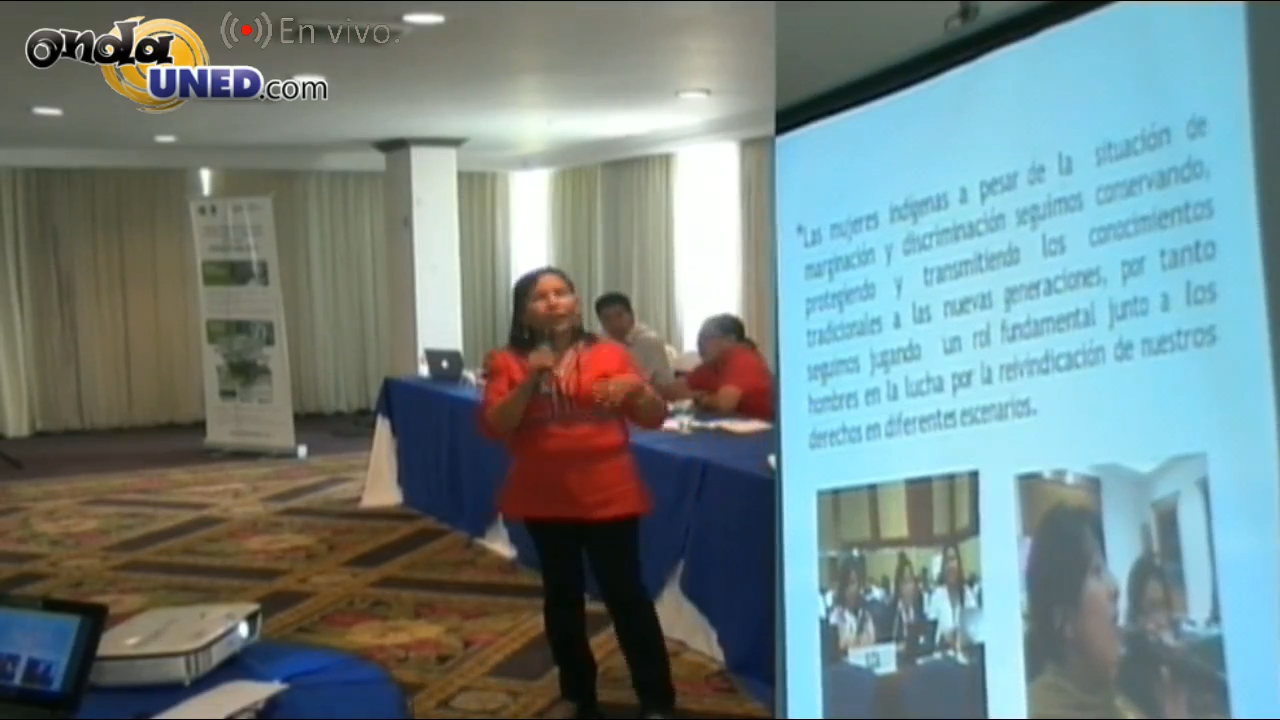 onda
UNED.com
En vivo.
*Las mujeres indígenas a pesar de la situación de
marginación y discriminación seguimos conservando,
protegiendo y transmitiendo los conocimientos
tradicionales a las nuevas generaciones, por tanto
seguimos jugando un rol fundamental junto a los
hombres en la lucha por la reivindicación de nuestros
derechos en diferentes escenarios.